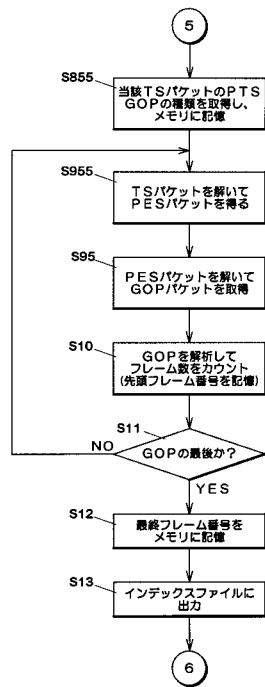 5
S855
当該TSパケットのPTS
GOPの種類を取得し、
メモリに記憶
S955
TSパケットを解いて
PESパケットを得る
S95
PESパケットを解いて
GOPパケットを取得
S10
GOPを解析して
フレーム数をカウント
(先頭フレーム番号を記憶)
S11
NO
GOPの最後か?
YES
S12
最終フレーム番号を
メモリに記憶
S13
インデックスファイルに
出力
6